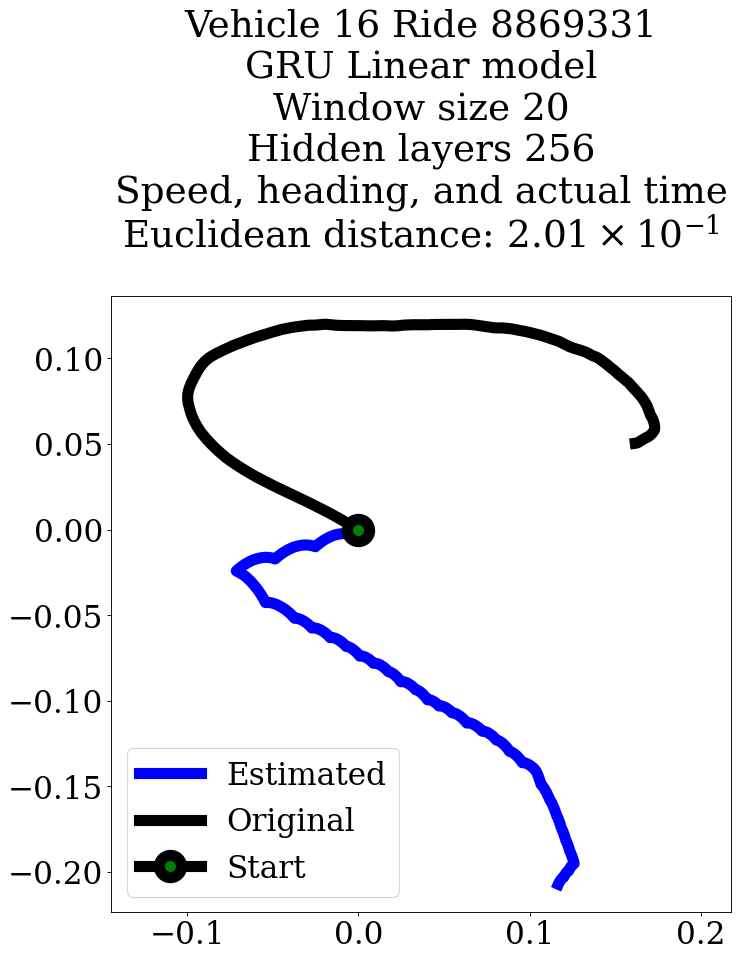 Vehicle 16 Ride 8869331
GRU Linear model
Window size 20
Hidden layers 256
Speed, heading, and actual time
Euclidean distance: 2.01 × 10⁻¹
0.10
0.05
0.00
−0.05
−0.10
−0.15
−0.20
Estimated
Original
Start
−0.1 0.0 0.1 0.2